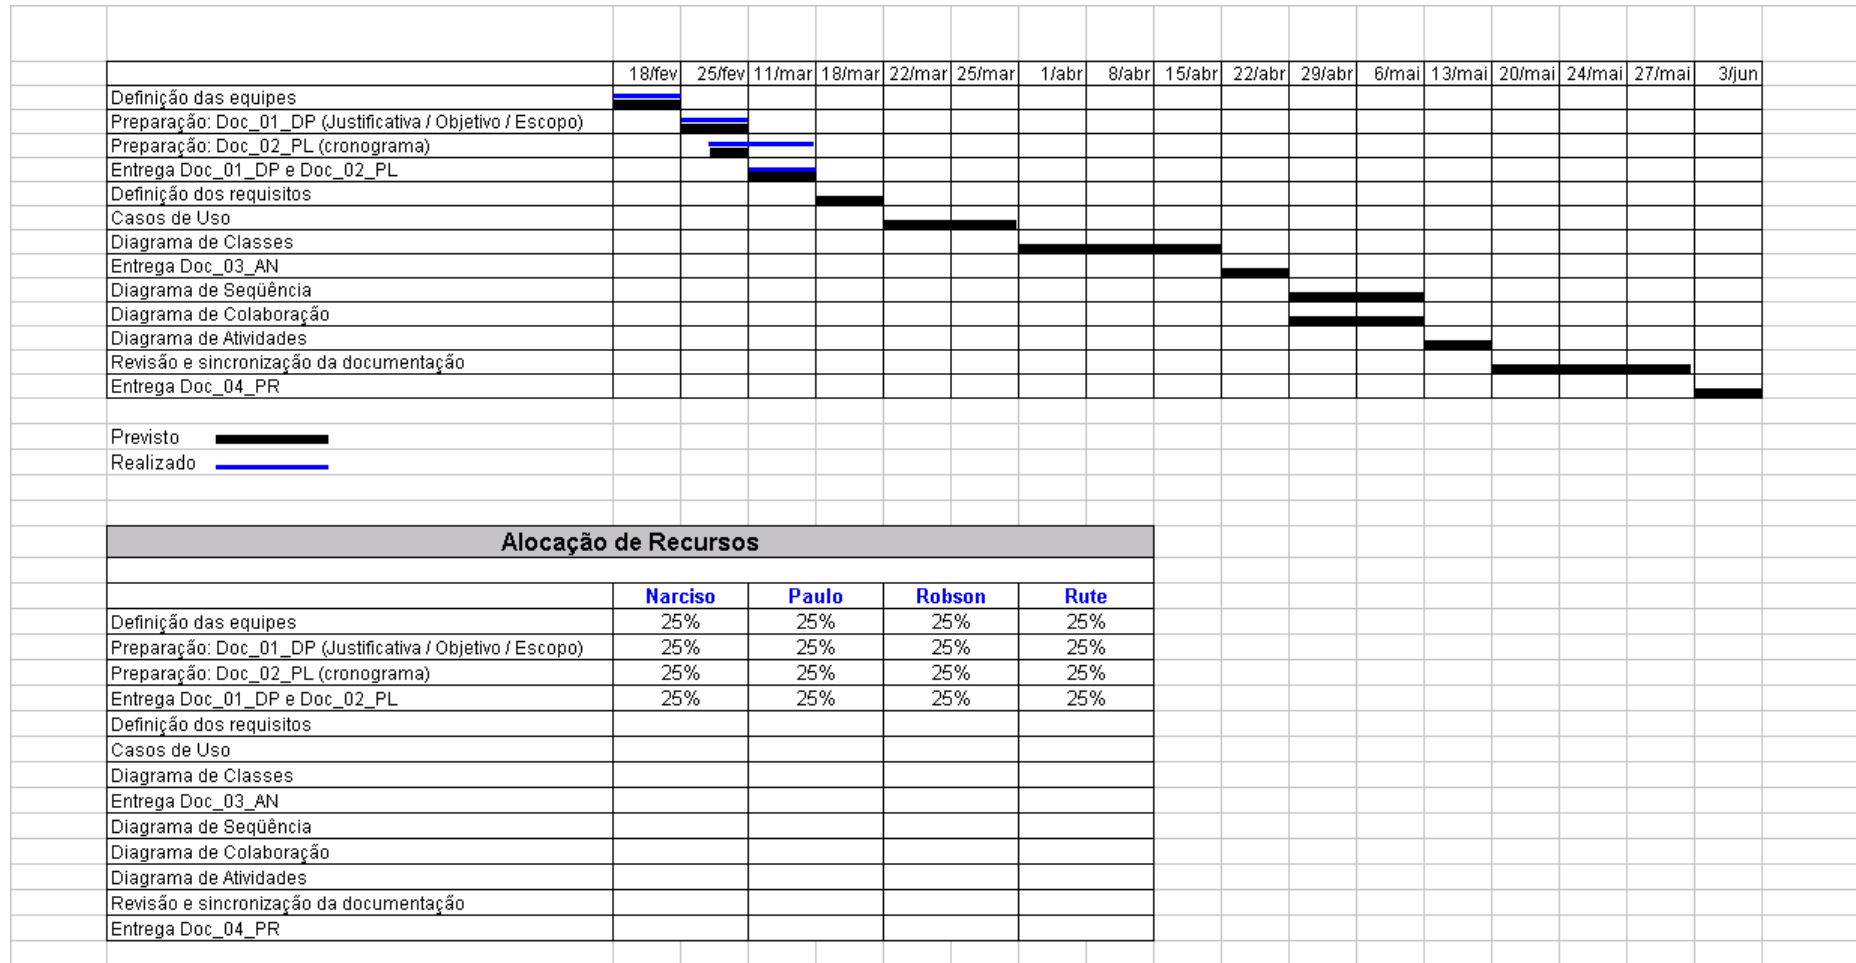 18/fev 25/fev 11/mar 18/mar 22/mar 25/mar 1/abr 8/abr 15/abr 22/abr 29/abr 6/mai 13/mai 20/mai 24/mai 27/mai 3/jun
Definição das equipes
Preparação: Doc_01_DP (Justificativa / Objetivo / Escopo)
Preparação: Doc_02_PL (cronograma)
Entrega Doc_01_DP e Doc_02_PL
Definição dos requisitos
Casos de Uso
Diagrama de Classes
Entrega Doc_03_AN
Diagrama de Seqüência
Diagrama de Colaboração
Diagrama de Atividades
Revisão e sincronização da documentação
Entrega Doc_04_PR
Previsto
Realizado
Alocação de Recursos
Narciso Paulo Robson Rute
Definição das equipes 25% 25% 25% 25%
Preparação: Doc_01_DP (Justificativa / Objetivo / Escopo) 25% 25% 25% 25%
Preparação: Doc_02_PL (cronograma) 25% 25% 25% 25%
Entrega Doc_01_DP e Doc_02_PL 25% 25% 25% 25%
Definição dos requisitos
Casos de Uso
Diagrama de Classes
Entrega Doc_03_AN
Diagrama de Seqüência
Diagrama de Colaboração
Diagrama de Atividades
Revisão e sincronização da documentação
Entrega Doc_04_PR